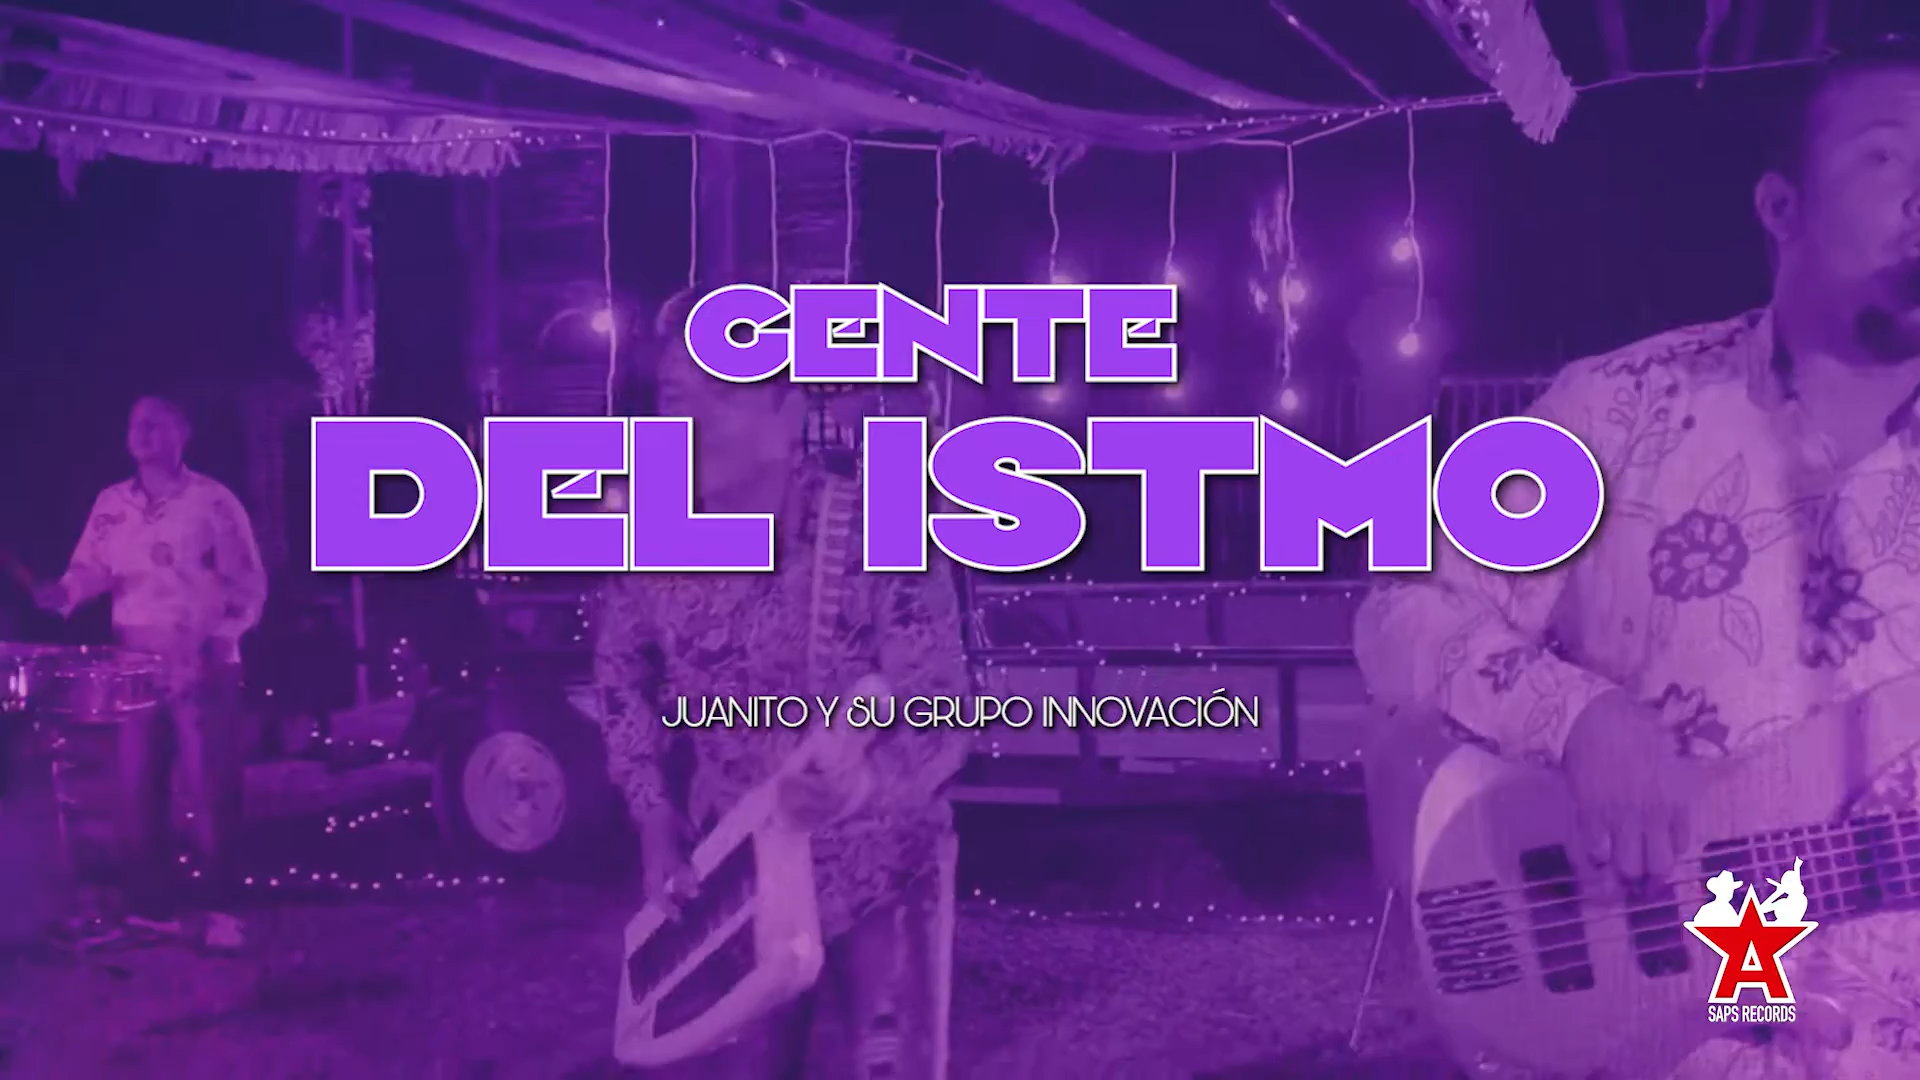 GENTE
DEL ISTMO
JUANITO Y SU GRUPO INNOVACIÓN
A
SAPS RECORDS